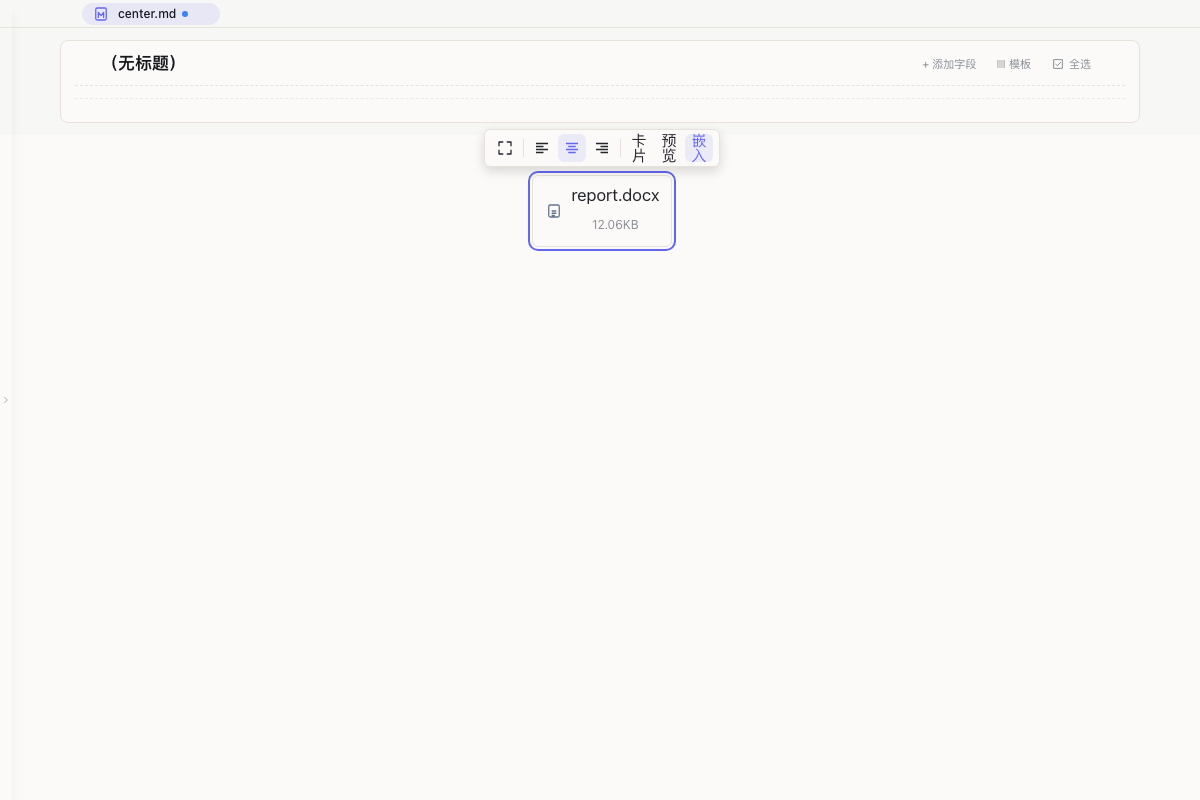 center.md
(无标题)
+ 添加字段
模板
全选
卡片
预览
嵌入
report.docx
12.06KB